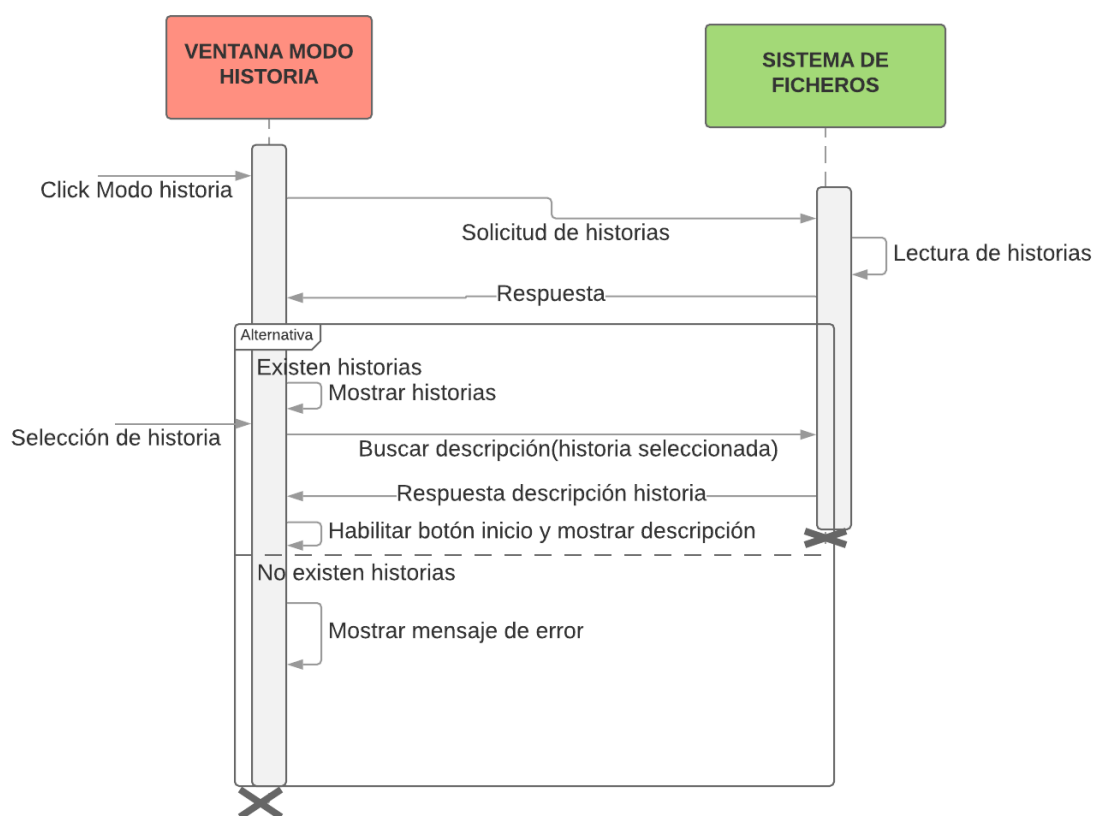 VENTANA MODO
HISTORIA
SISTEMA DE
FICHEROS
Click Modo historia
Solicitud de historias
Lectura de historias
Respuesta
Alternativa
Existen historias
Mostrar historias
Selección de historia
Buscar descripción(historia seleccionada)
Respuesta descripción historia
Habilitar botón inicio y mostrar descripción
No existen historias
Mostrar mensaje de error